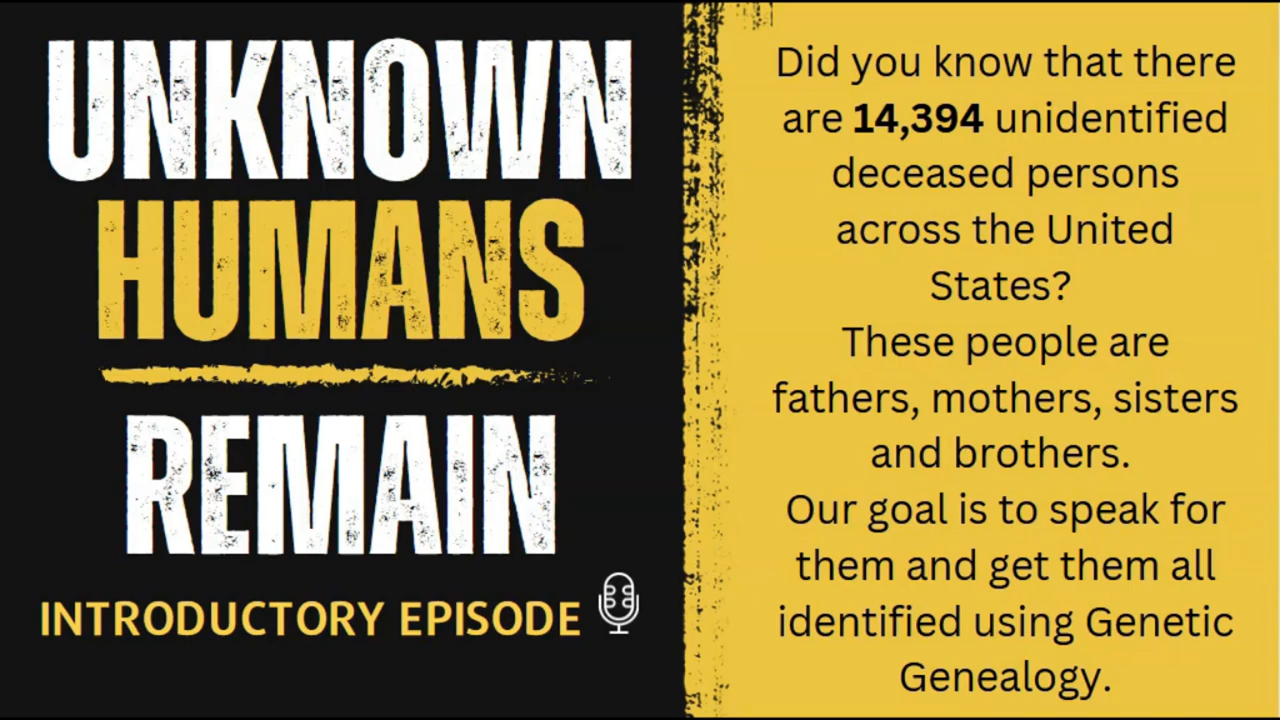 UNKNOWN
HUMANS
REMAIN
INTRODUCTORY EPISODE
Did you know that there
are 14,394 unidentified
deceased persons
across the United
States?
These people are
fathers, mothers, sisters
and brothers.
Our goal is to speak for
them and get them all
identified using Genetic
Genealogy.